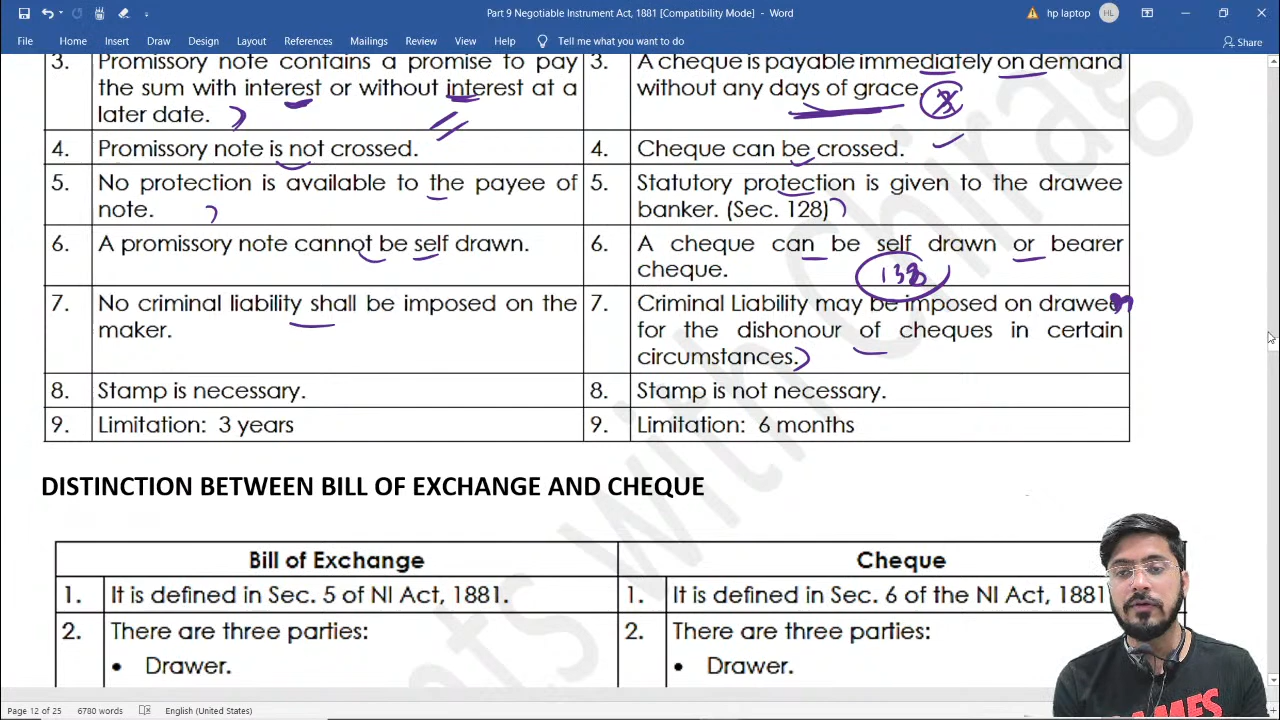 Part 9 Negotiable Instrument Act, 1881 [Compatibility Mode] - Word
hp laptop HL
File Home Insert Draw Design Layout References Mailings Review View Help Tell me what you want to do Share
3. Promissory note contains a promise to pay the sum with interest or without interest at a later date.
3. A cheque is payable immediately on demand without any days of grace.
4. Promissory note is not crossed.
4. Cheque can be crossed.
5. No protection is available to the payee of note.
5. Statutory protection is given to the drawee banker. (Sec. 128)
6. A promissory note cannot be self drawn.
6. A cheque can be self drawn or bearer cheque.
138
7. No criminal liability shall be imposed on the maker.
7. Criminal Liability may be imposed on drawer for the dishonour of cheques in certain circumstances.
8. Stamp is necessary.
8. Stamp is not necessary.
9. Limitation: 3 years
9. Limitation: 6 months
DISTINCTION BETWEEN BILL OF EXCHANGE AND CHEQUE
Bill of Exchange
Cheque
1. It is defined in Sec. 5 of NI Act, 1881.
1. It is defined in Sec. 6 of the NI Act, 1881
2. There are three parties:
• Drawer.
2. There are three parties:
• Drawer.
Page 12 of 25 6780 words English (United States)